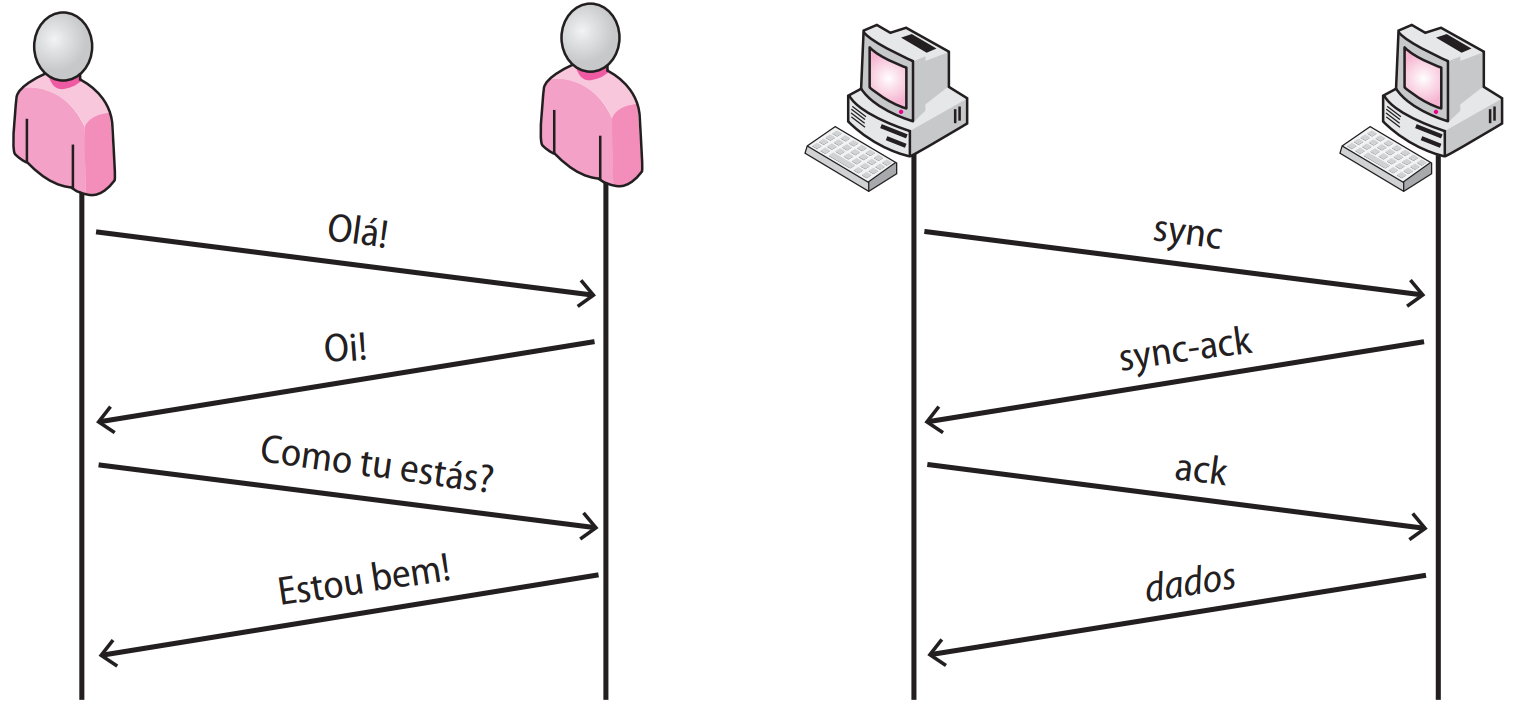 Olá!
Oi!
Como tu estás?
Estou bem!
sync
sync-ack
ack
dados